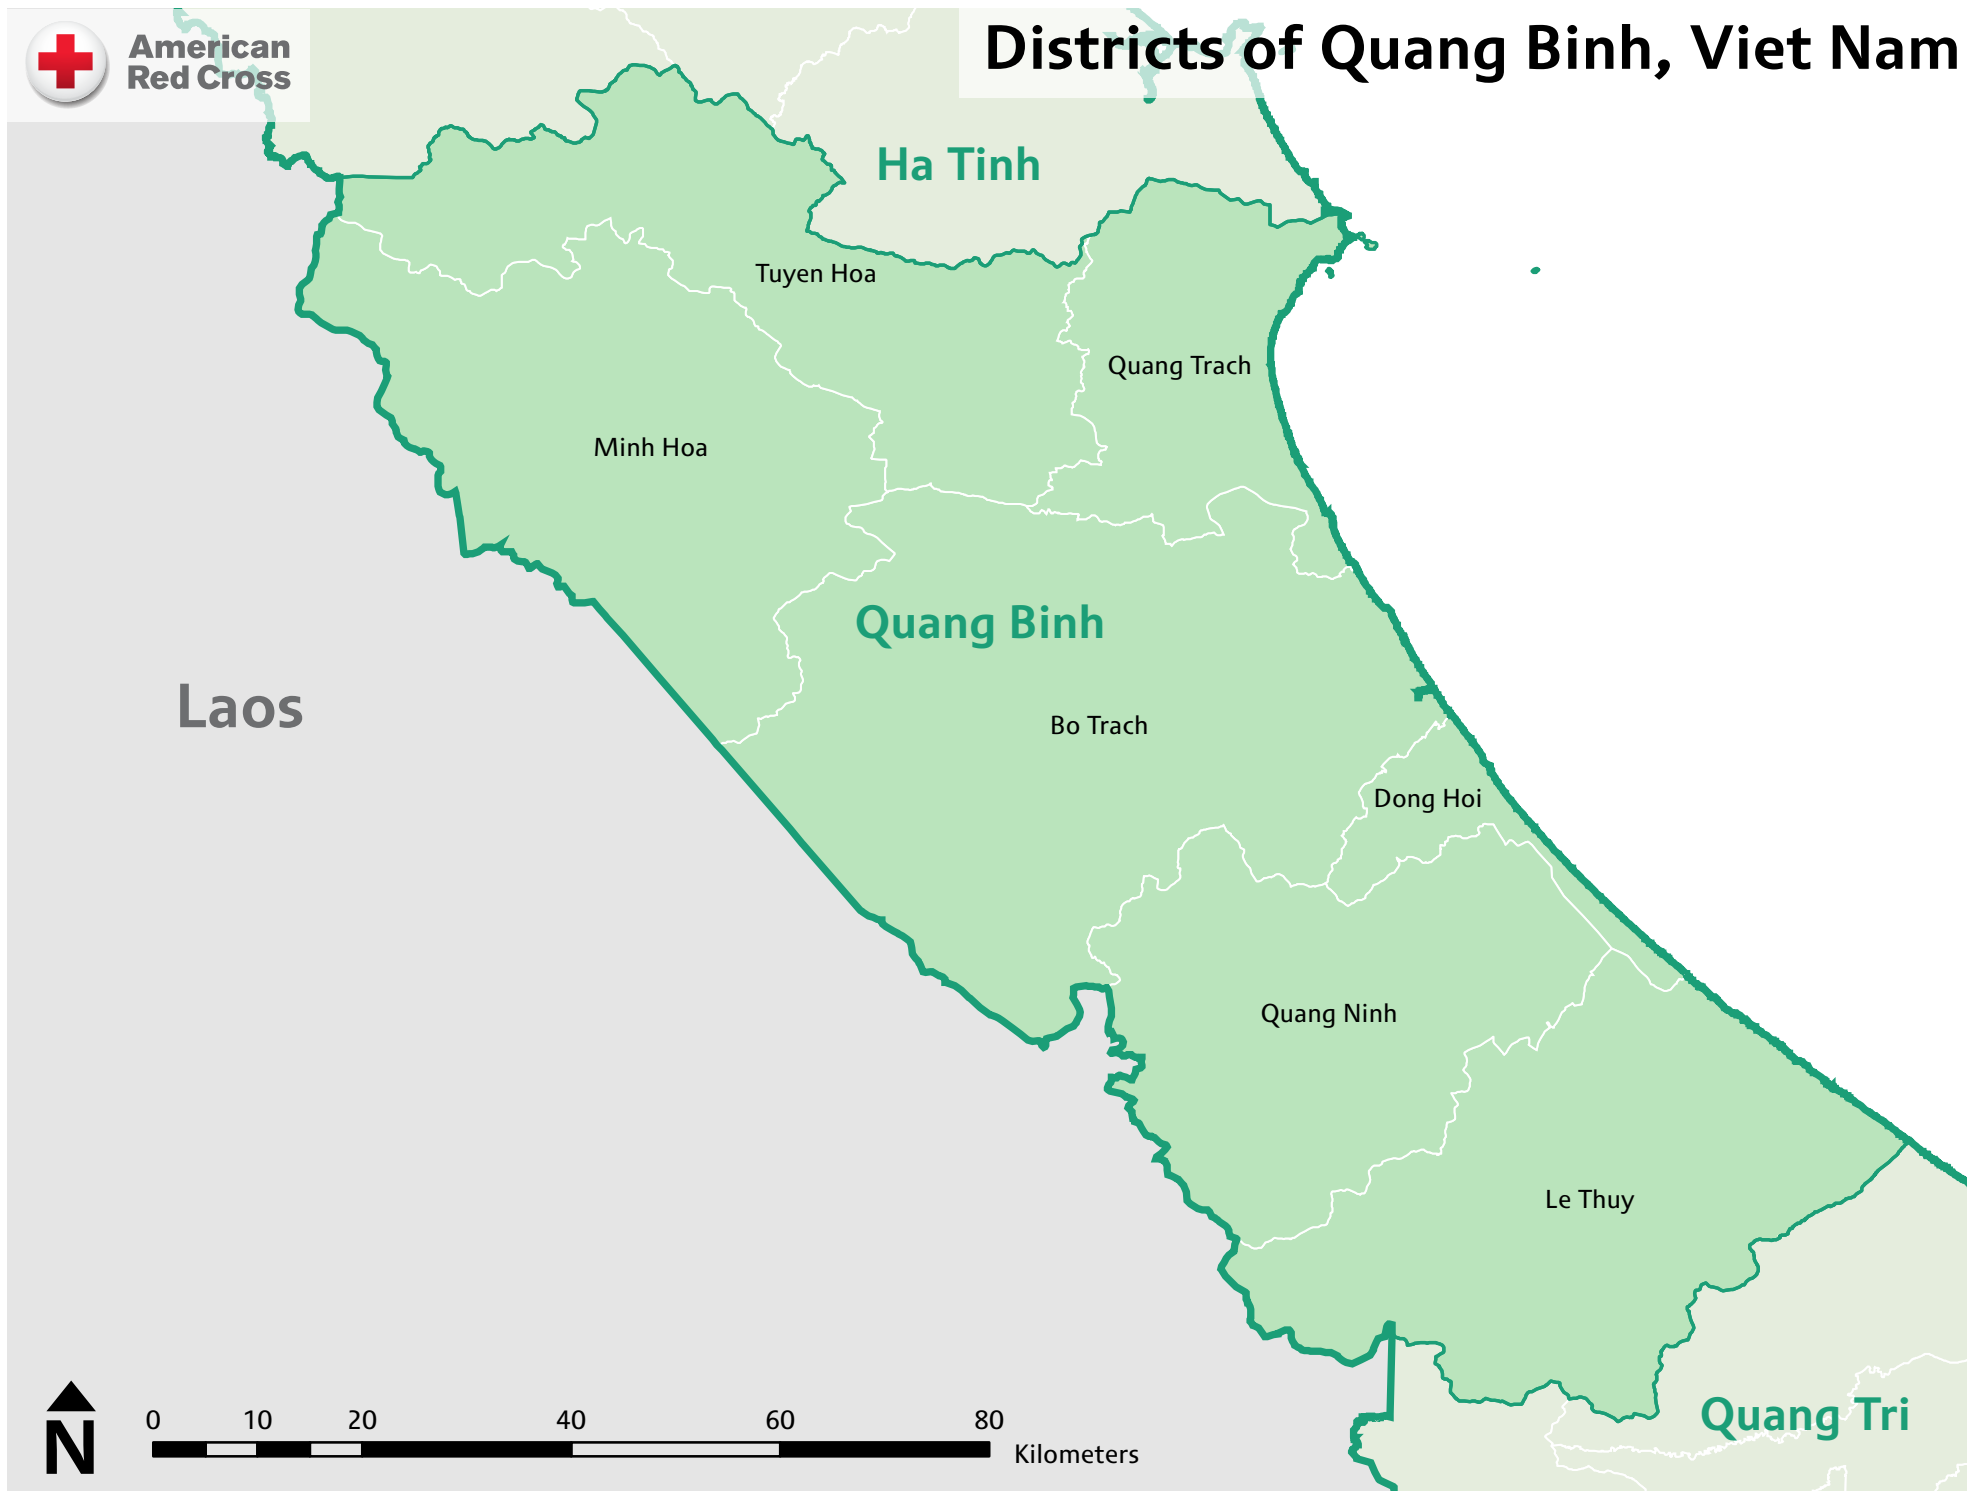 American
Red Cross
Districts of Quang Binh, Viet Nam
Ha Tinh
Tuyen Hoa
Quang Trach
Minh Hoa
Quang Binh
Laos
Bo Trach
Dong Hoi
Quang Ninh
Le Thuy
Quang Tri
N
0 10 20 40 60 80
Kilometers